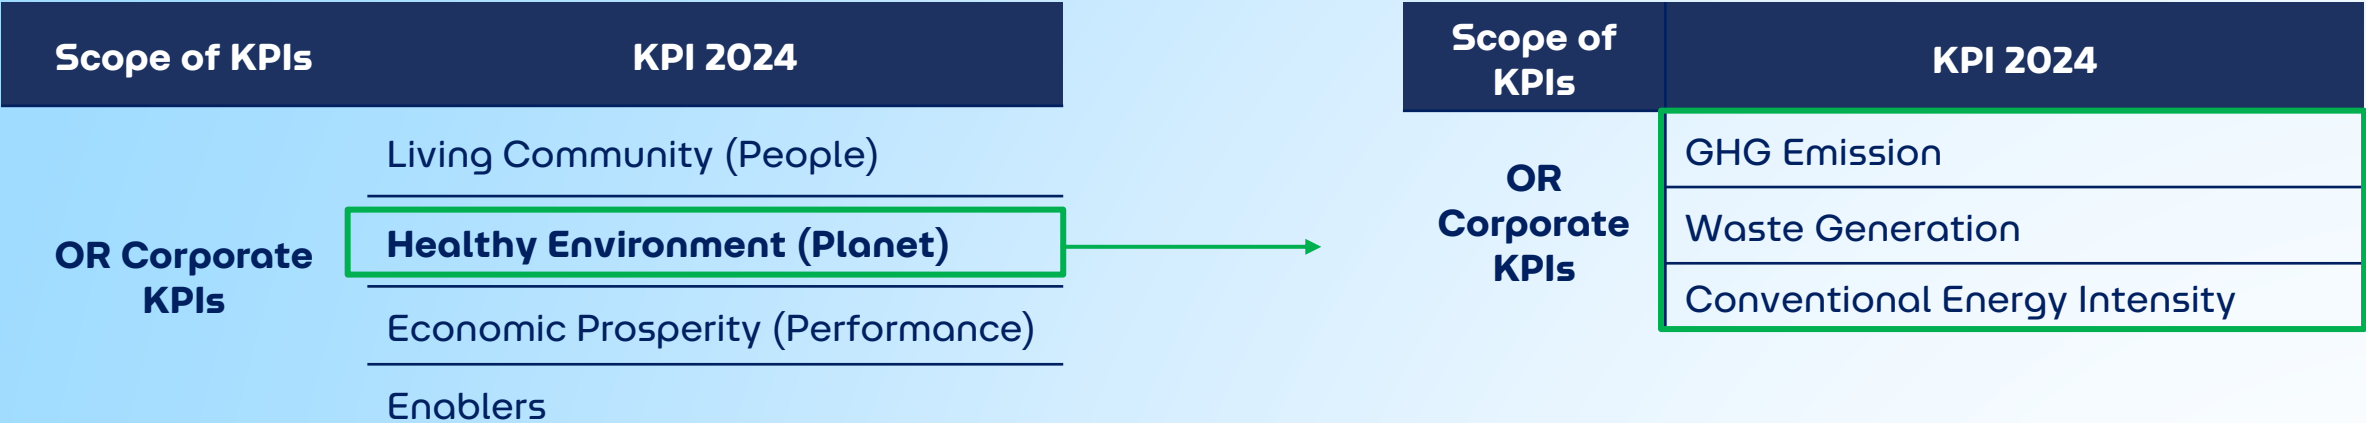 Scope of KPIs
KPI 2024
OR Corporate
KPIs
Living Community (People)
Healthy Environment (Planet)
Economic Prosperity (Performance)
Enablers
Scope of
KPIs
KPI 2024
OR
Corporate
KPIs
GHG Emission
Waste Generation
Conventional Energy Intensity